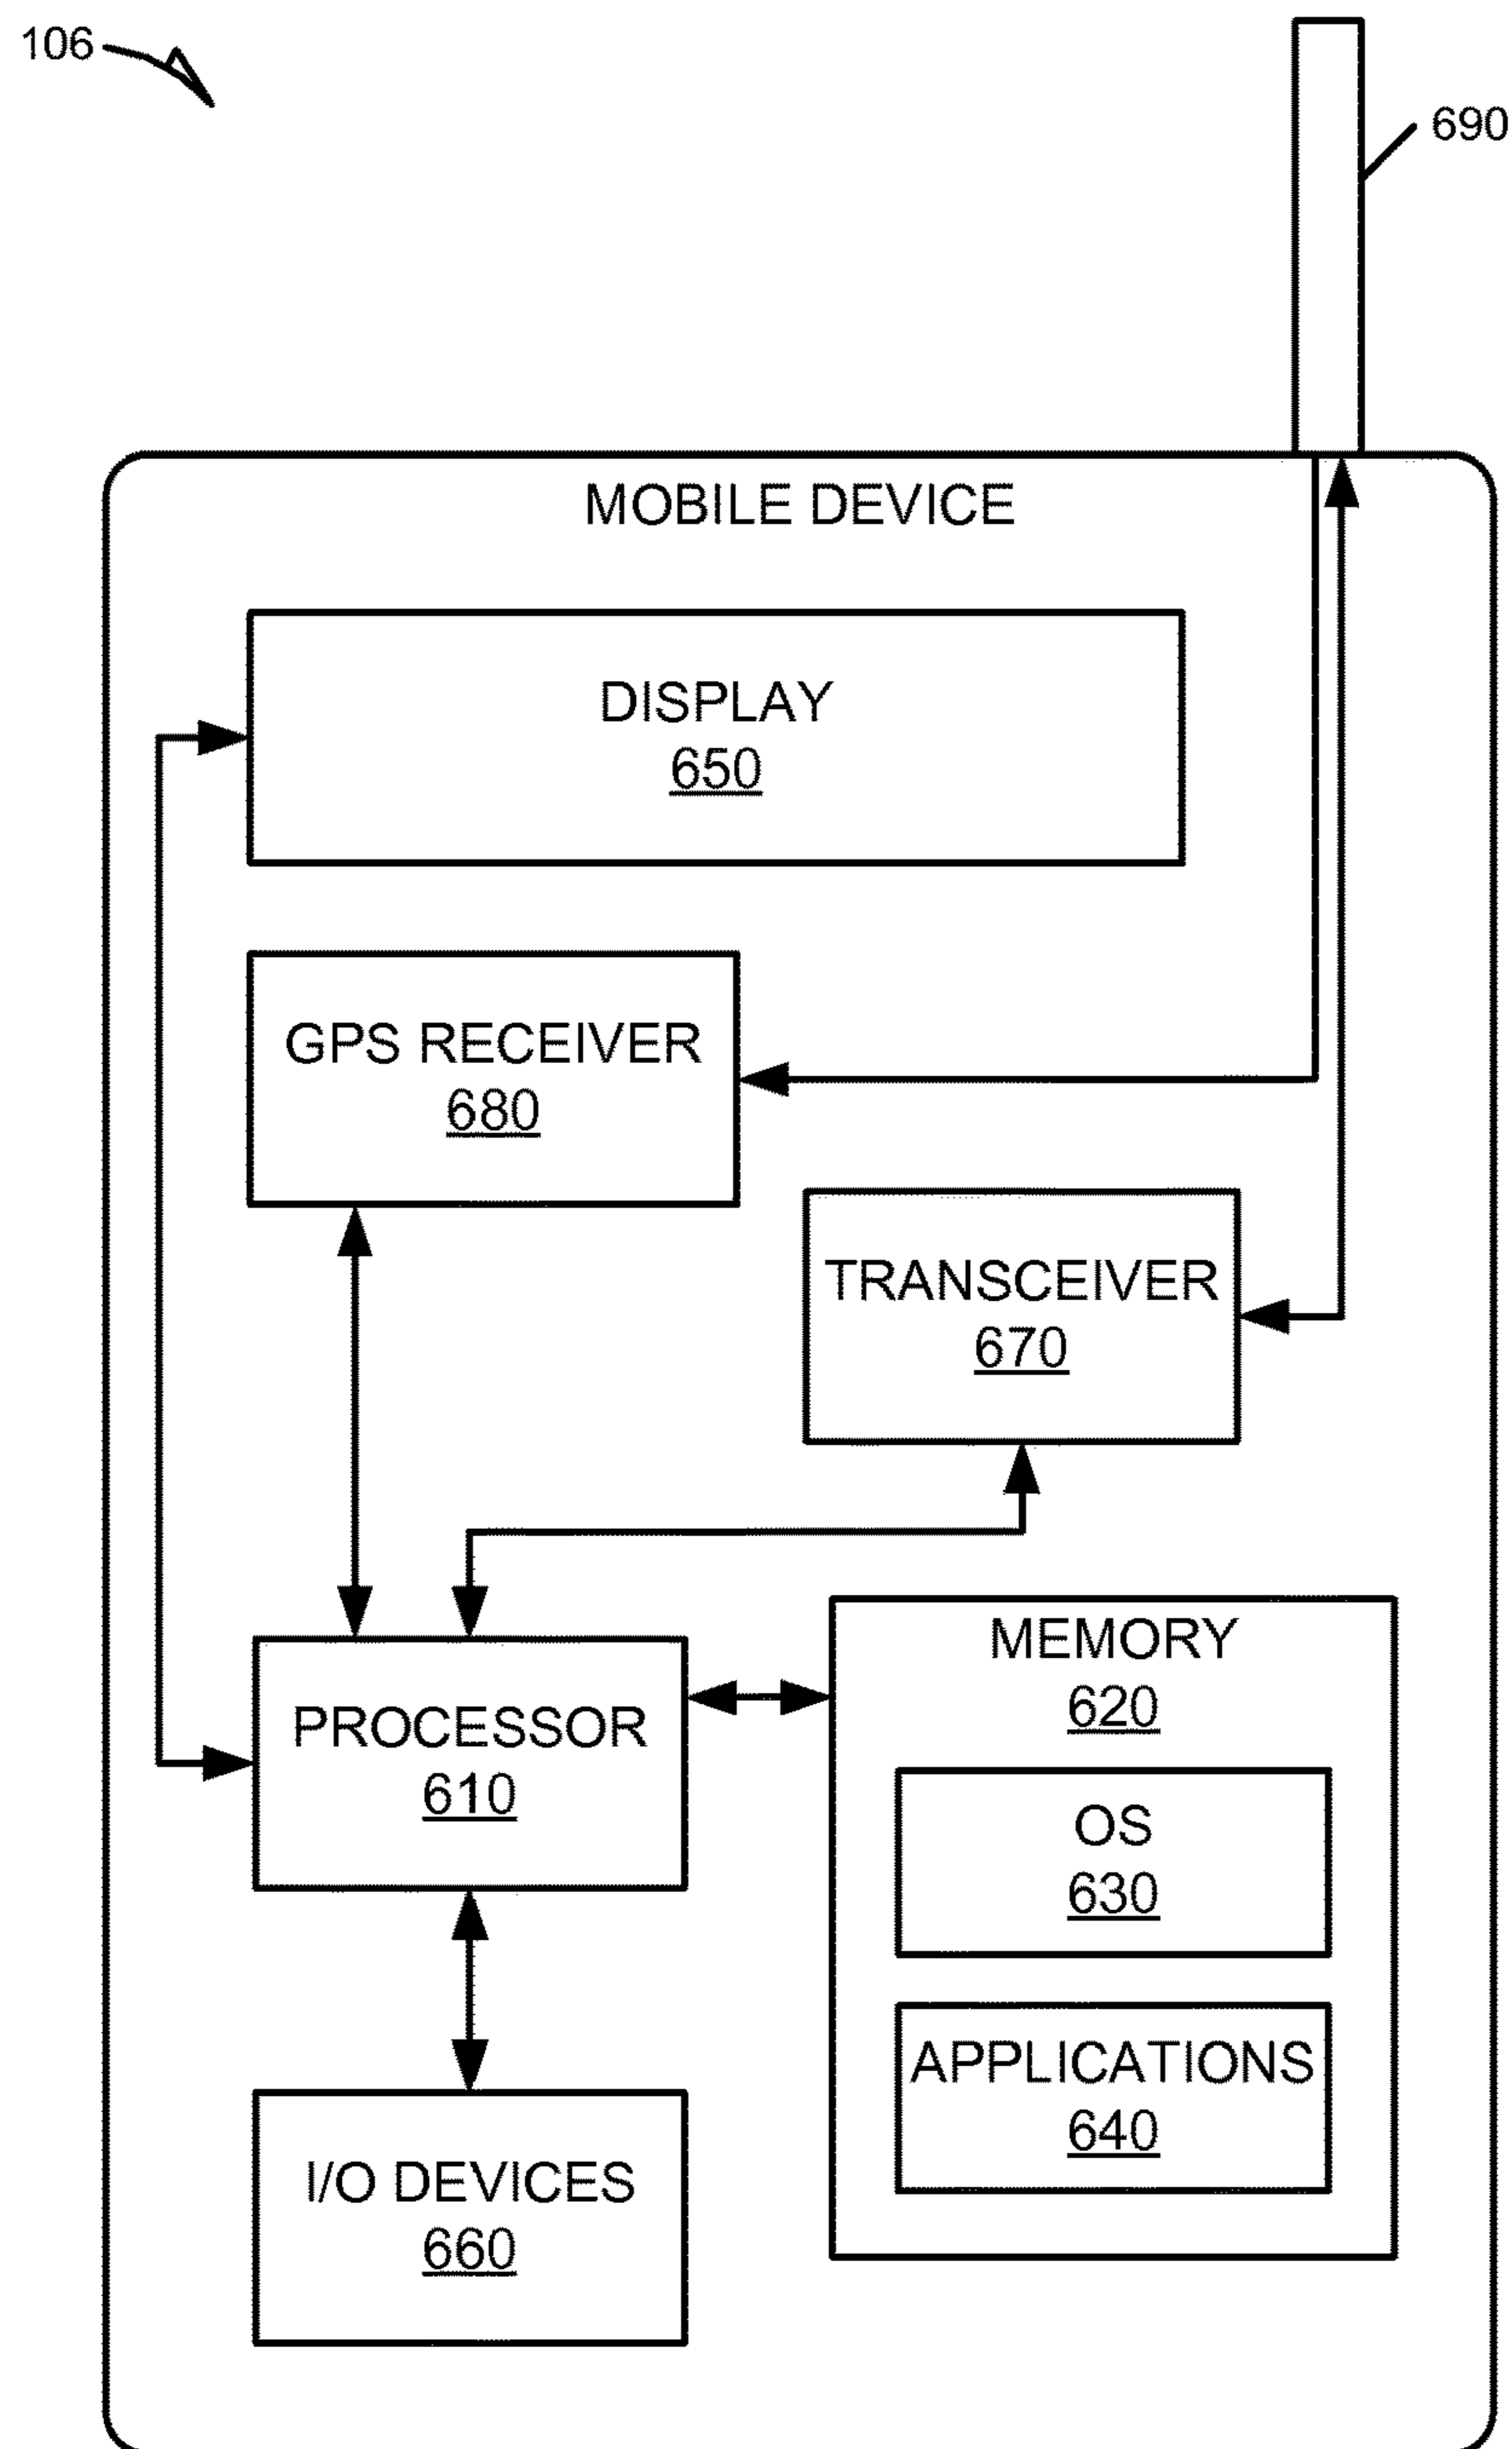 106
690
MOBILE DEVICE
DISPLAY
650
GPS RECEIVER
680
TRANSCEIVER
670
PROCESSOR
610
MEMORY
620
OS
630
APPLICATIONS
640
I/O DEVICES
660